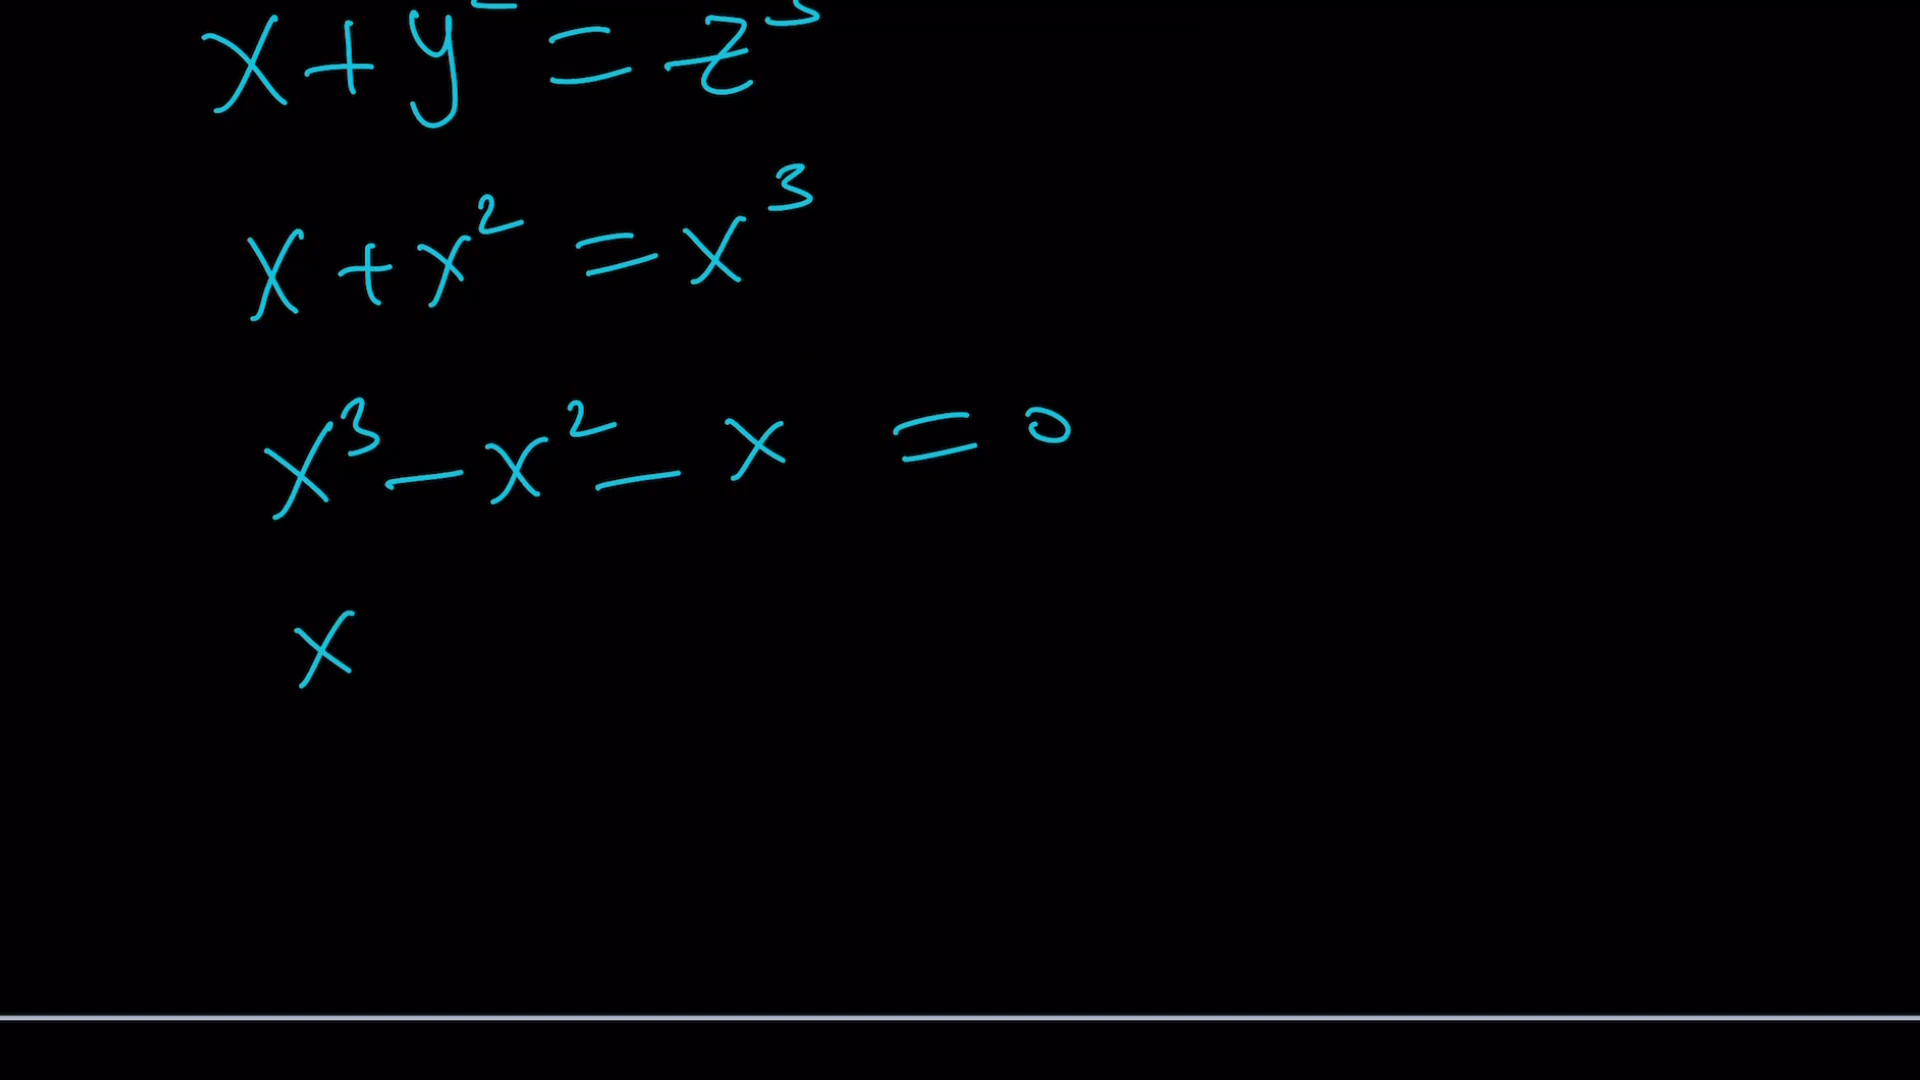 x + y² = z³
x + x² = x³
x³ - x² - x = 0
x